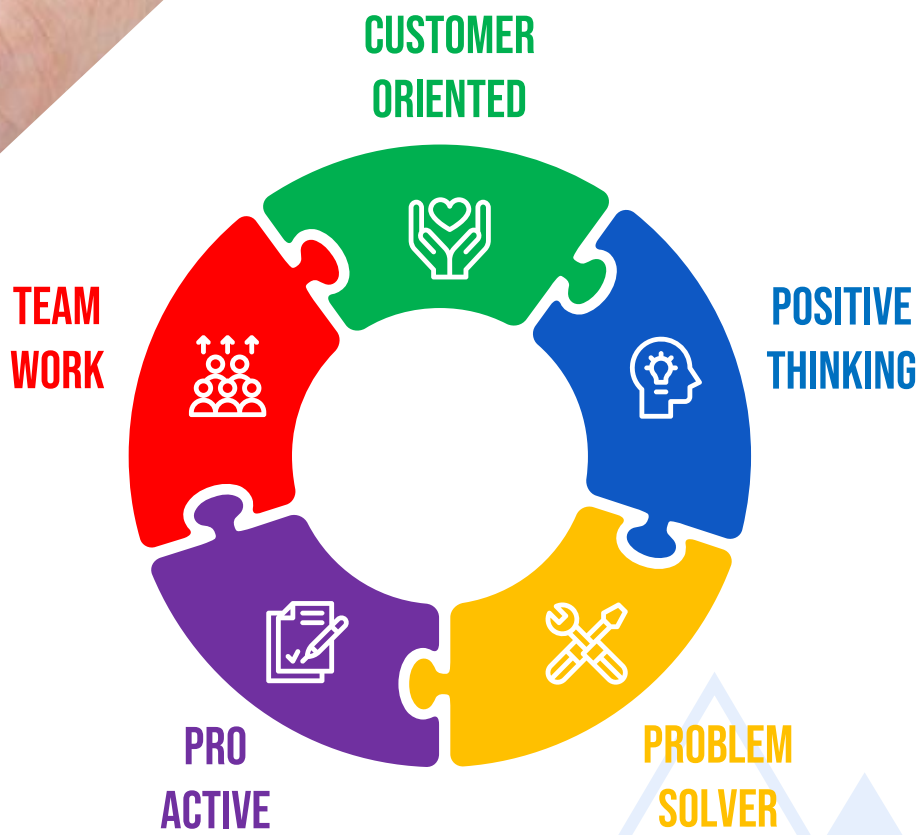 CUSTOMER
ORIENTED
TEAM
WORK
POSITIVE
THINKING
PRO
ACTIVE
PROBLEM
SOLVER